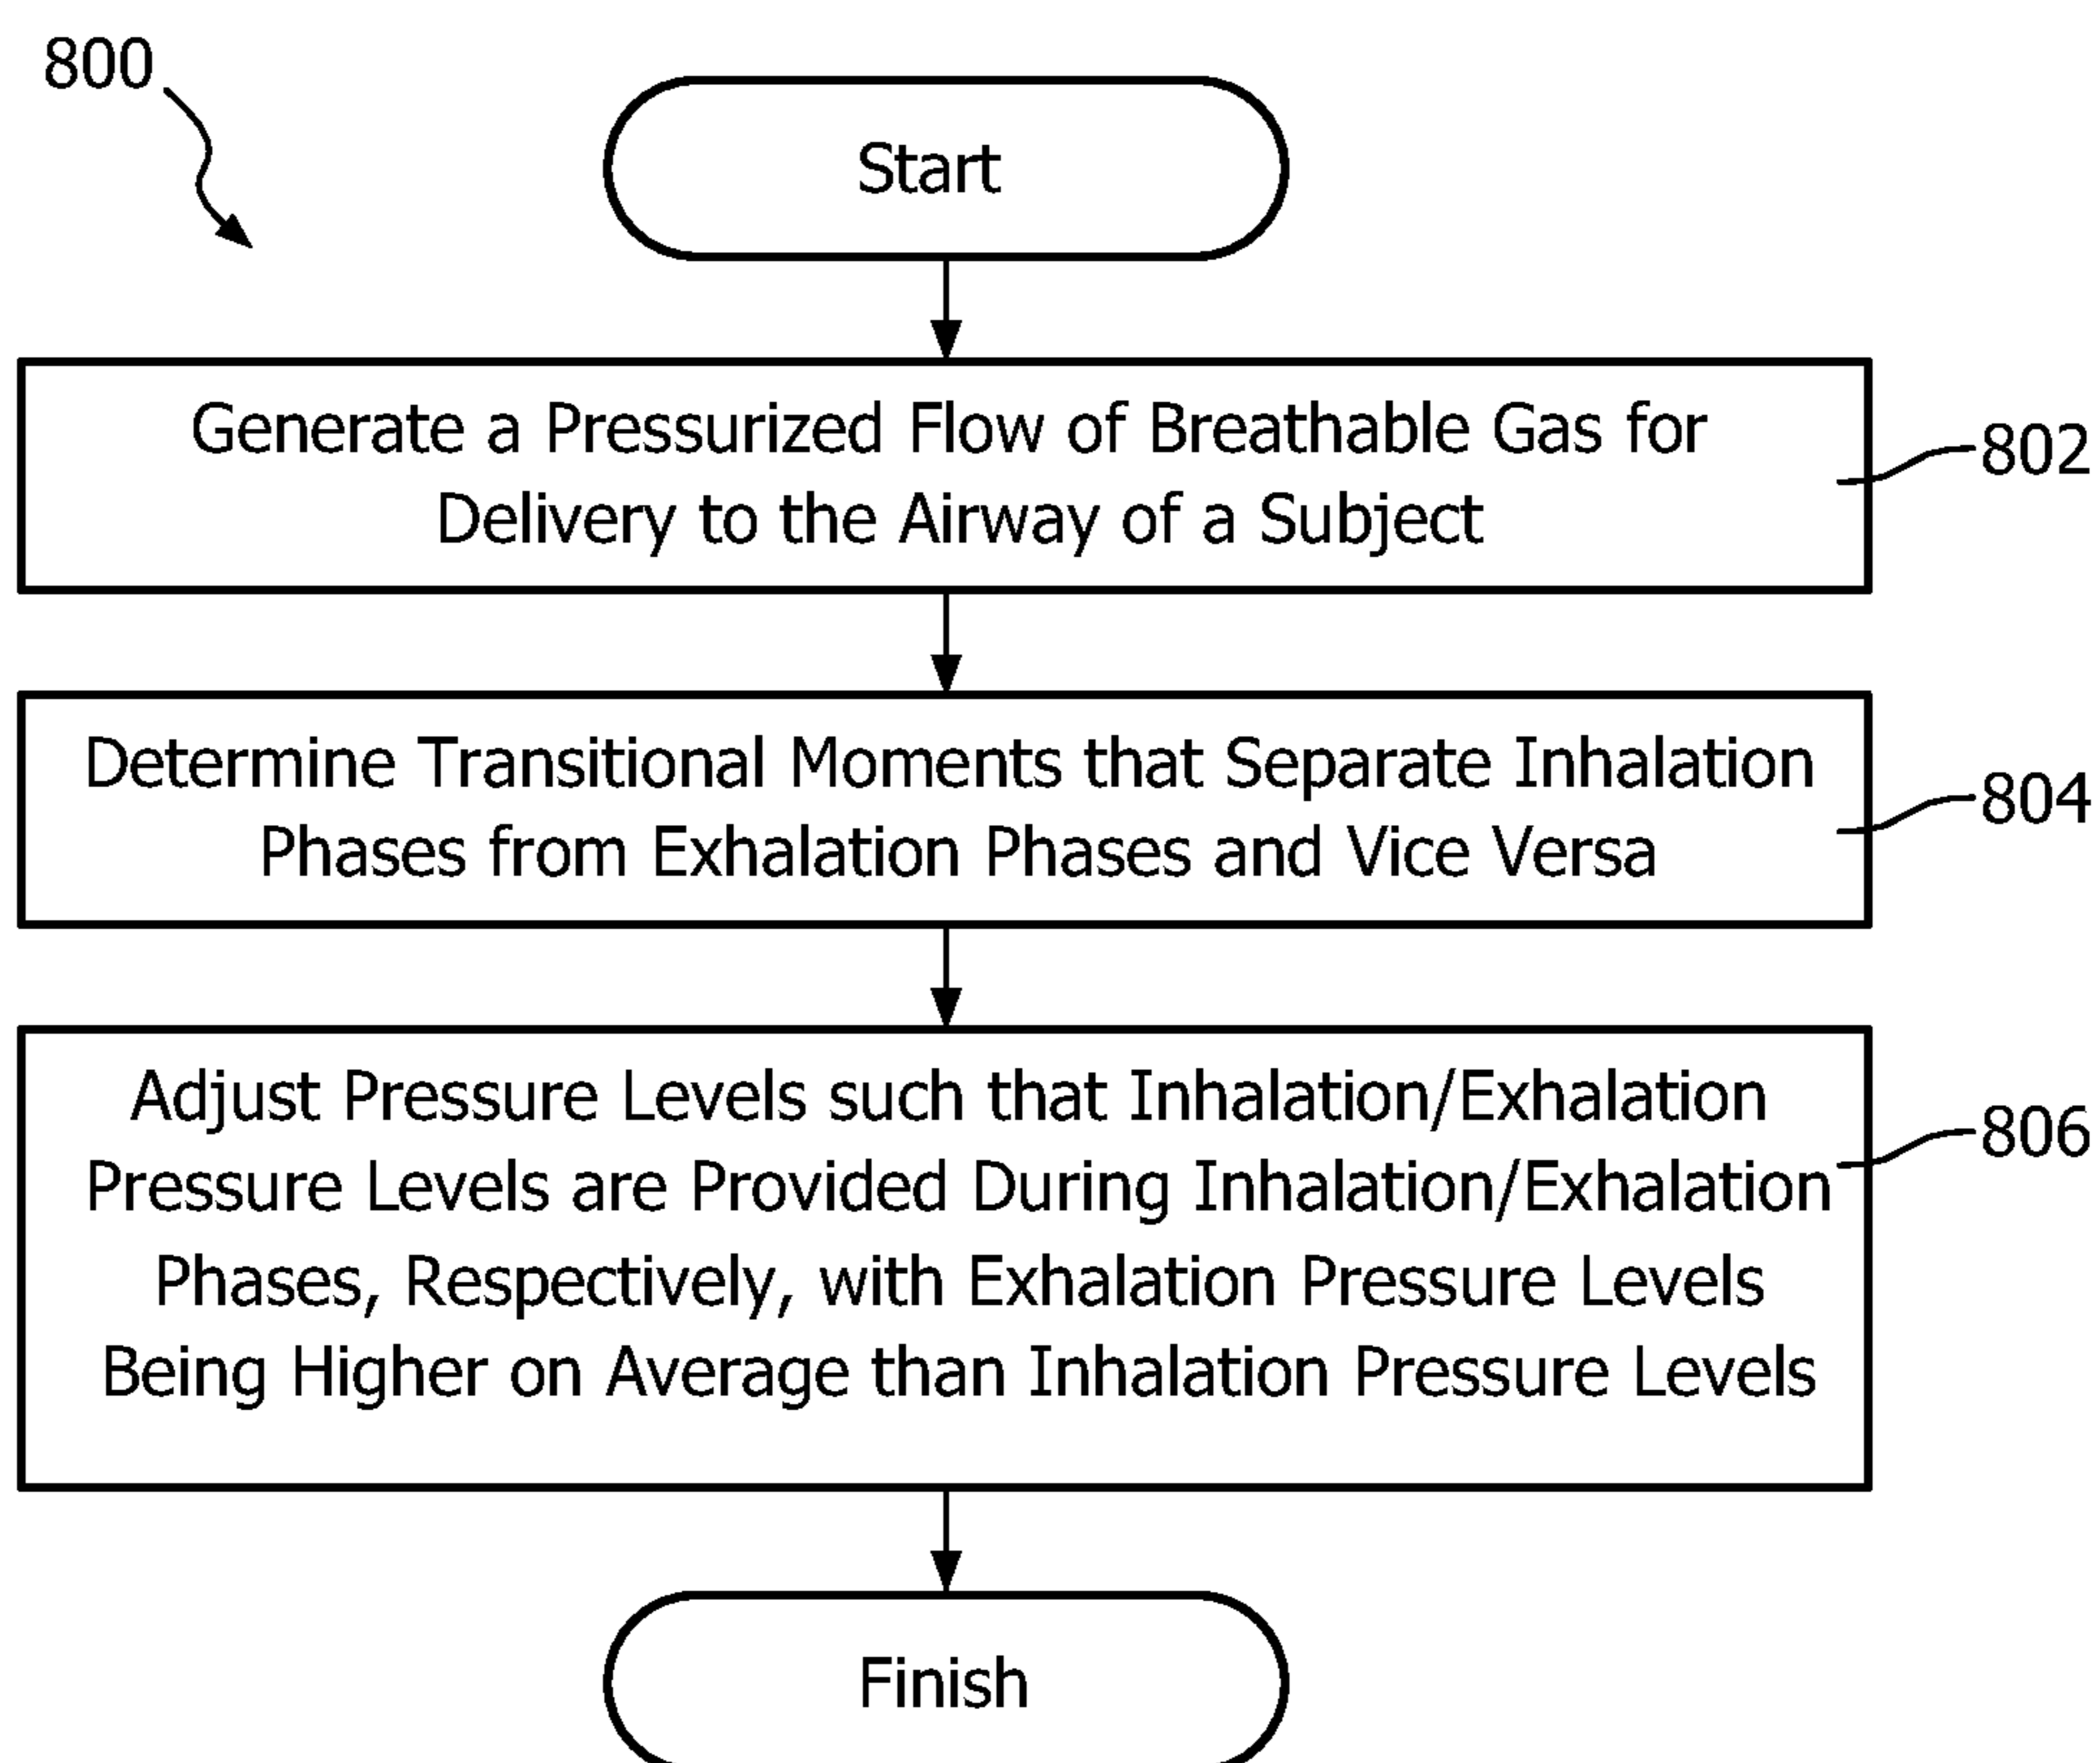 800
Start
Generate a Pressurized Flow of Breathable Gas for
Delivery to the Airway of a Subject
802
Determine Transitional Moments that Separate Inhalation
Phases from Exhalation Phases and Vice Versa
804
Adjust Pressure Levels such that Inhalation/Exhalation
Pressure Levels are Provided During Inhalation/Exhalation
Phases, Respectively, with Exhalation Pressure Levels
Being Higher on Average than Inhalation Pressure Levels
806
Finish